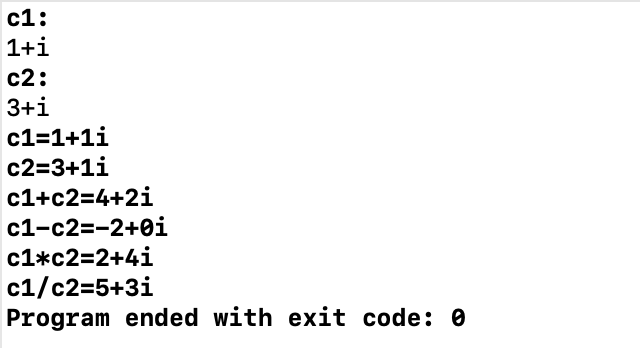 c1:
1+i
c2:
3+i
c1=1+1i
c2=3+1i
c1+c2=4+2i
c1-c2=-2+0i
c1*c2=2+4i
c1/c2=5+3i
Program ended with exit code: 0